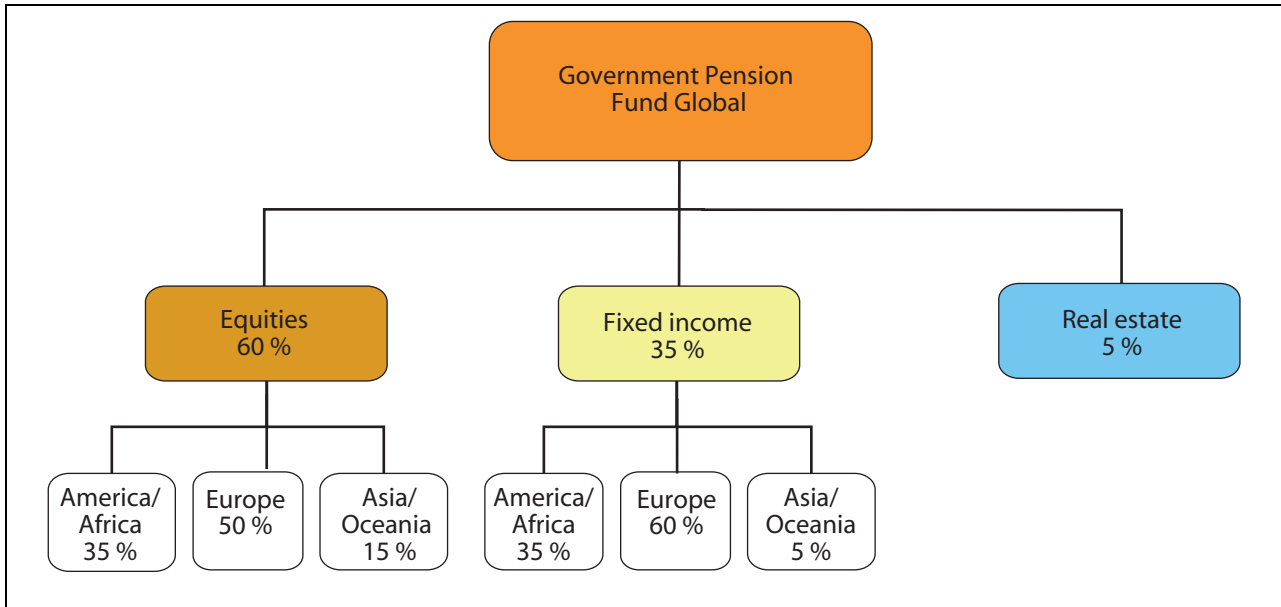 Government Pension
Fund Global
Equities
60 %
Fixed income
35 %
Real estate
5 %
America/
Africa
35 %
Europe
50 %
Asia/
Oceania
15 %
America/
Africa
35 %
Europe
60 %
Asia/
Oceania
5 %